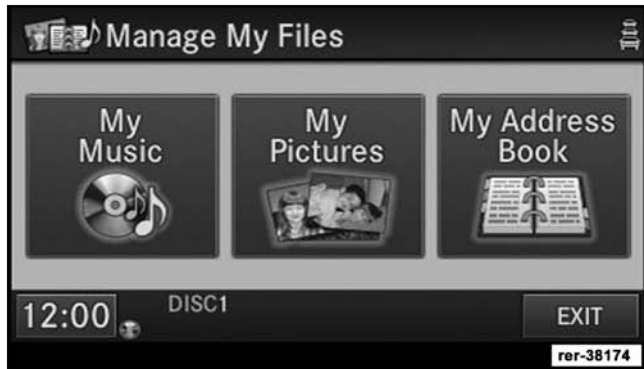 Manage My Files
My
Music
My
Pictures
My Address
Book
12:00
DISC1
EXIT
rer-38174